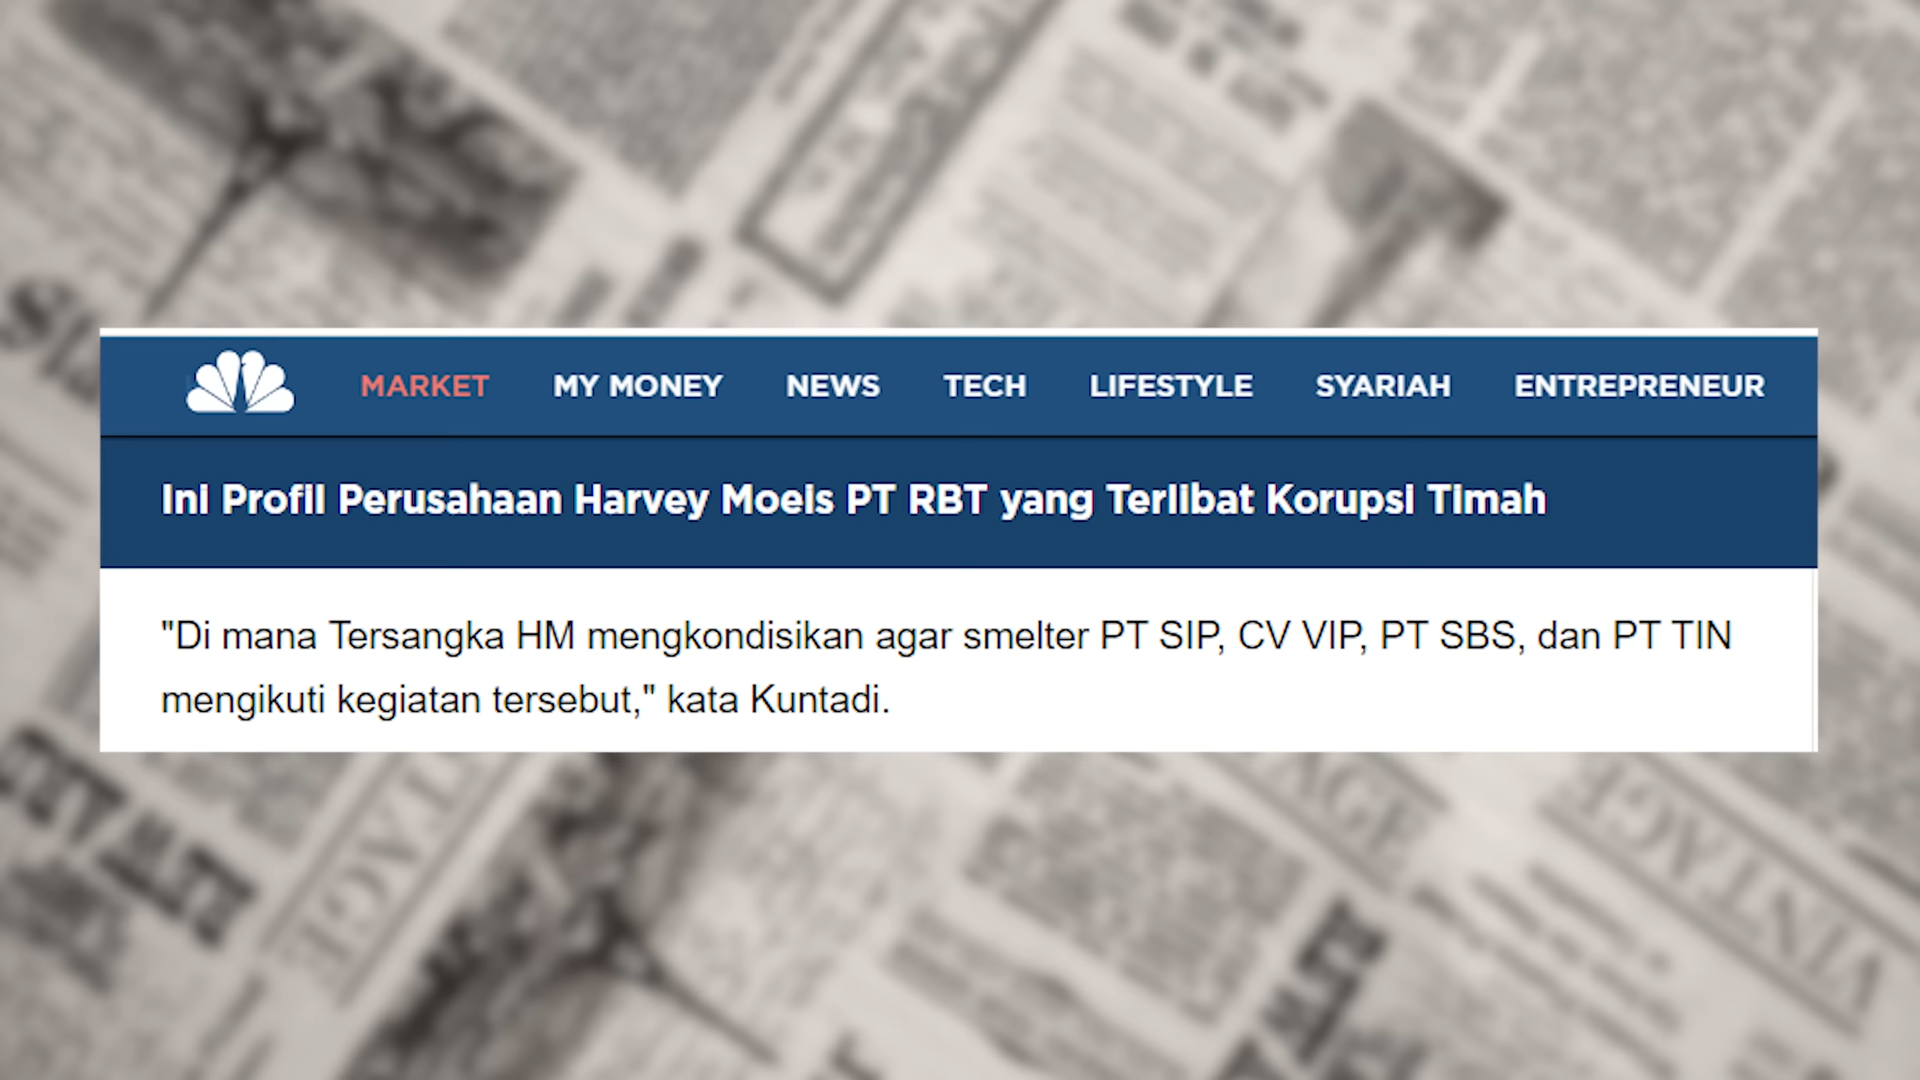 MARKET MY MONEY NEWS TECH LIFESTYLE SYARIAH ENTREPRENEUR
Ini Profil Perusahaan Harvey Moeis PT RBT yang Terlibat Korupsi Timah
"Di mana Tersangka HM mengkondisikan agar smelter PT SIP, CV VIP, PT SBS, dan PT TIN
mengikuti kegiatan tersebut," kata Kuntadi.
VINTAGE